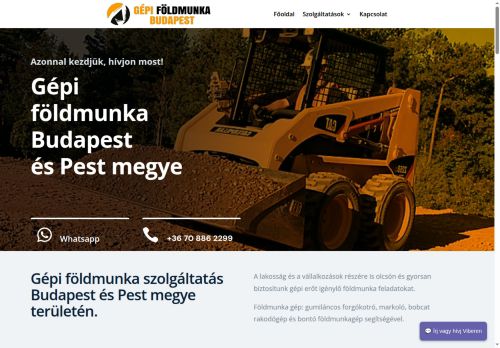 GÉPI FÖLDMUNKA
BUDAPEST
Főoldal Szolgáltatások Kapcsolat
Azonnal kezdjük, hívjon most!
Gépi
földmunka
Budapest
és Pest megye
Whatsapp
+36 70 886 2299
Gépi földmunka szolgáltatás
Budapest és Pest megye
területén.
A lakosság és a vállalkozások részére is olcsón és gyorsan
biztosítunk gépi erőt igénylő földmunka feladatokat.
Földmunka gép: gumiláncos forgókotró, markoló, bobcat
rakodógép és bontó földmunkagép segítségével.
Írj vagy hívj Viberen